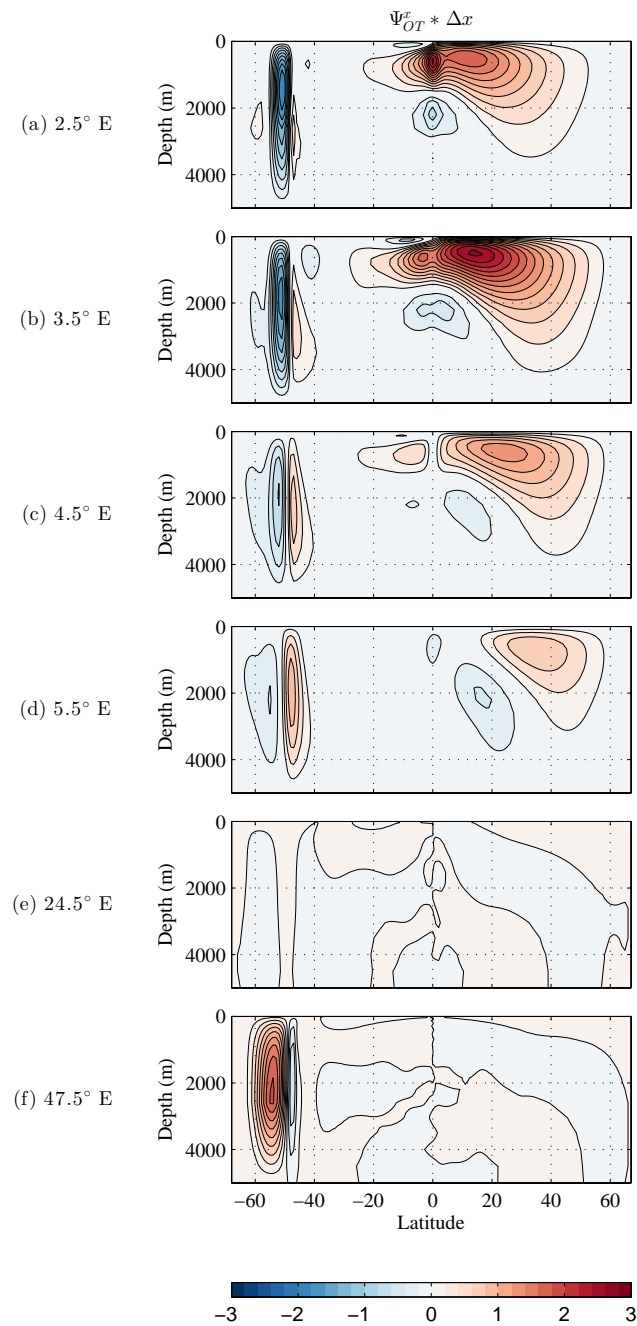 Ψ^x_OT ∗ Δx
0
2000
4000
Depth (m)
(a) 2.5° E
0
2000
4000
Depth (m)
(b) 3.5° E
0
2000
4000
Depth (m)
(c) 4.5° E
0
2000
4000
Depth (m)
(d) 5.5° E
0
2000
4000
Depth (m)
(e) 24.5° E
0
2000
4000
Depth (m)
(f) 47.5° E
−60 −40 −20 0 20 40 60
Latitude
−3 −2 −1 0 1 2 3